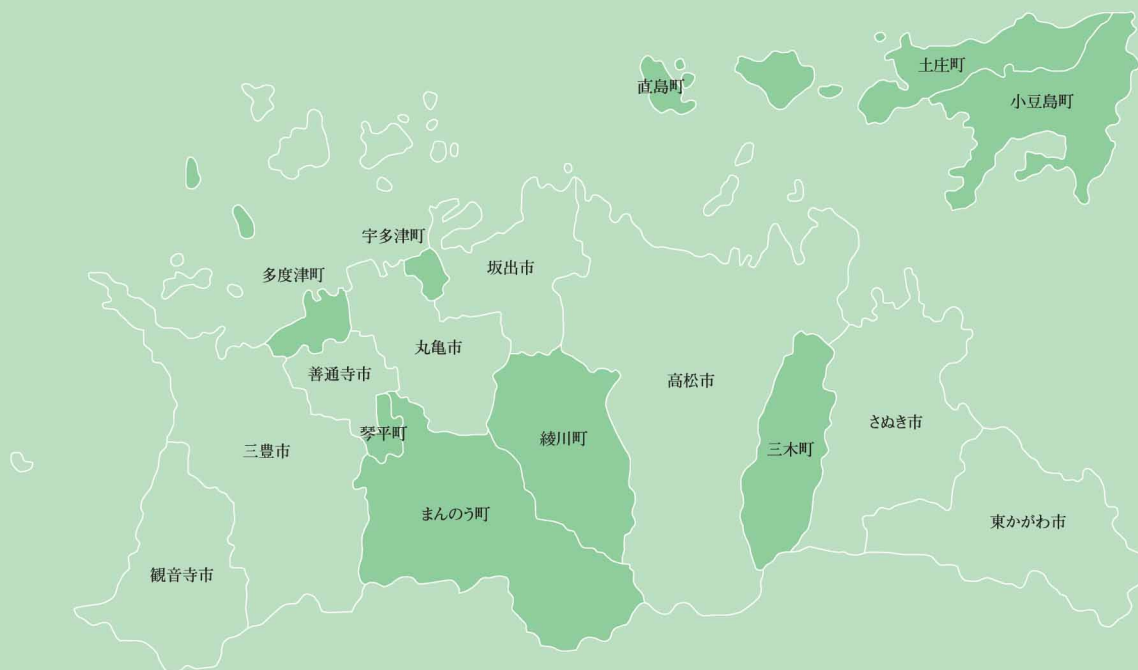 土庄町
直島町
小豆島町
宇多津町
坂出市
多度津町
丸亀市
善通寺市
高松市
さぬき市
琴平町
綾川町
三木町
三豊市
まんのう町
東かがわ市
観音寺市